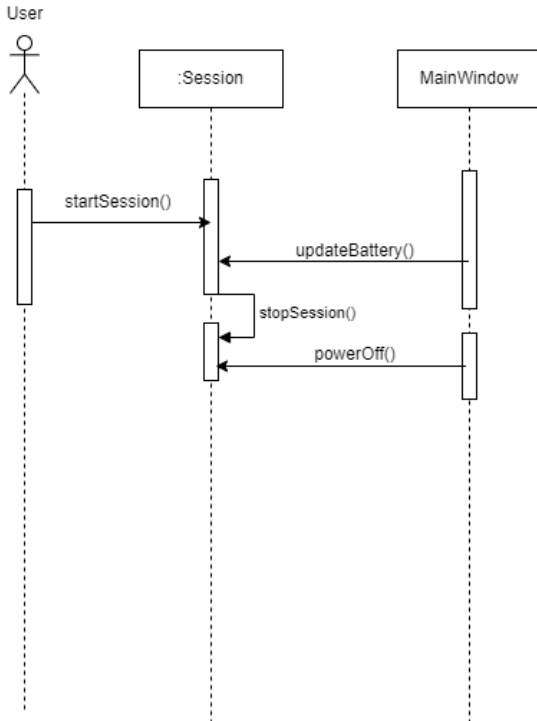 User
:Session
MainWindow
startSession()
updateBattery()
stopSession()
powerOff()